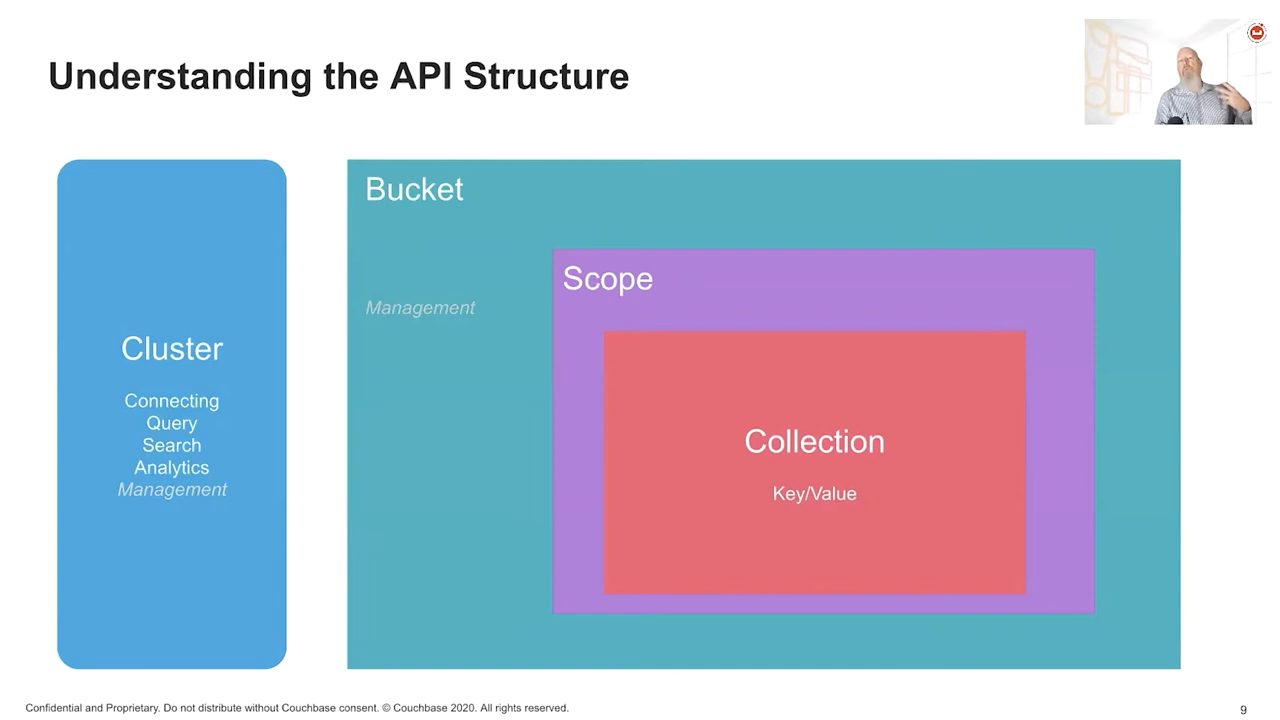 Understanding the API Structure
Cluster
Connecting
Query
Search
Analytics
Management
Bucket
Management
Scope
Collection
Key/Value
Confidential and Proprietary. Do not distribute without Couchbase consent. © Couchbase 2020. All rights reserved.
9